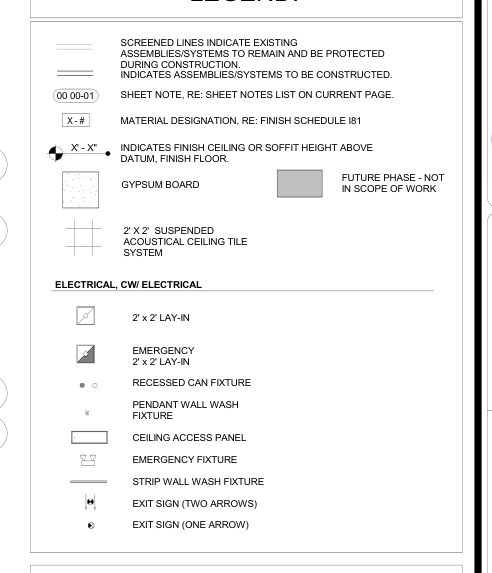 LEGEND:
SCREENED LINES INDICATE EXISTING
ASSEMBLIES/SYSTEMS TO REMAIN AND BE PROTECTED
DURING CONSTRUCTION.
INDICATES ASSEMBLIES/SYSTEMS TO BE CONSTRUCTED.
00 00-01 SHEET NOTE, RE: SHEET NOTES LIST ON CURRENT PAGE.
X - # MATERIAL DESIGNATION, RE: FINISH SCHEDULE I81
X' - X" INDICATES FINISH CEILING OR SOFFIT HEIGHT ABOVE
DATUM, FINISH FLOOR.
GYPSUM BOARD
FUTURE PHASE - NOT
IN SCOPE OF WORK
2' X 2' SUSPENDED
ACOUSTICAL CEILING TILE
SYSTEM
ELECTRICAL, CW/ ELECTRICAL
2' x 2' LAY-IN
EMERGENCY
2' x 2' LAY-IN
RECESSED CAN FIXTURE
PENDANT WALL WASH
FIXTURE
CEILING ACCESS PANEL
EMERGENCY FIXTURE
STRIP WALL WASH FIXTURE
EXIT SIGN (TWO ARROWS)
EXIT SIGN (ONE ARROW)